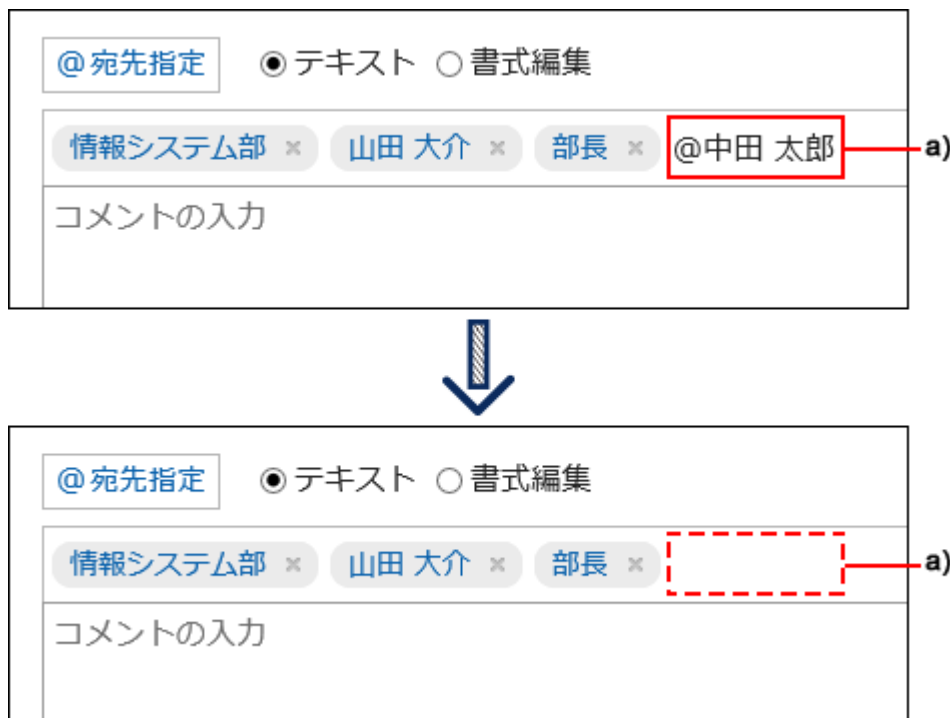 @宛先指定 テキスト 書式編集
情報システム部 × 山田 大介 × 部長 × @中田 太郎 a)
コメントの入力
@宛先指定 テキスト 書式編集
情報システム部 × 山田 大介 × 部長 × a)
コメントの入力